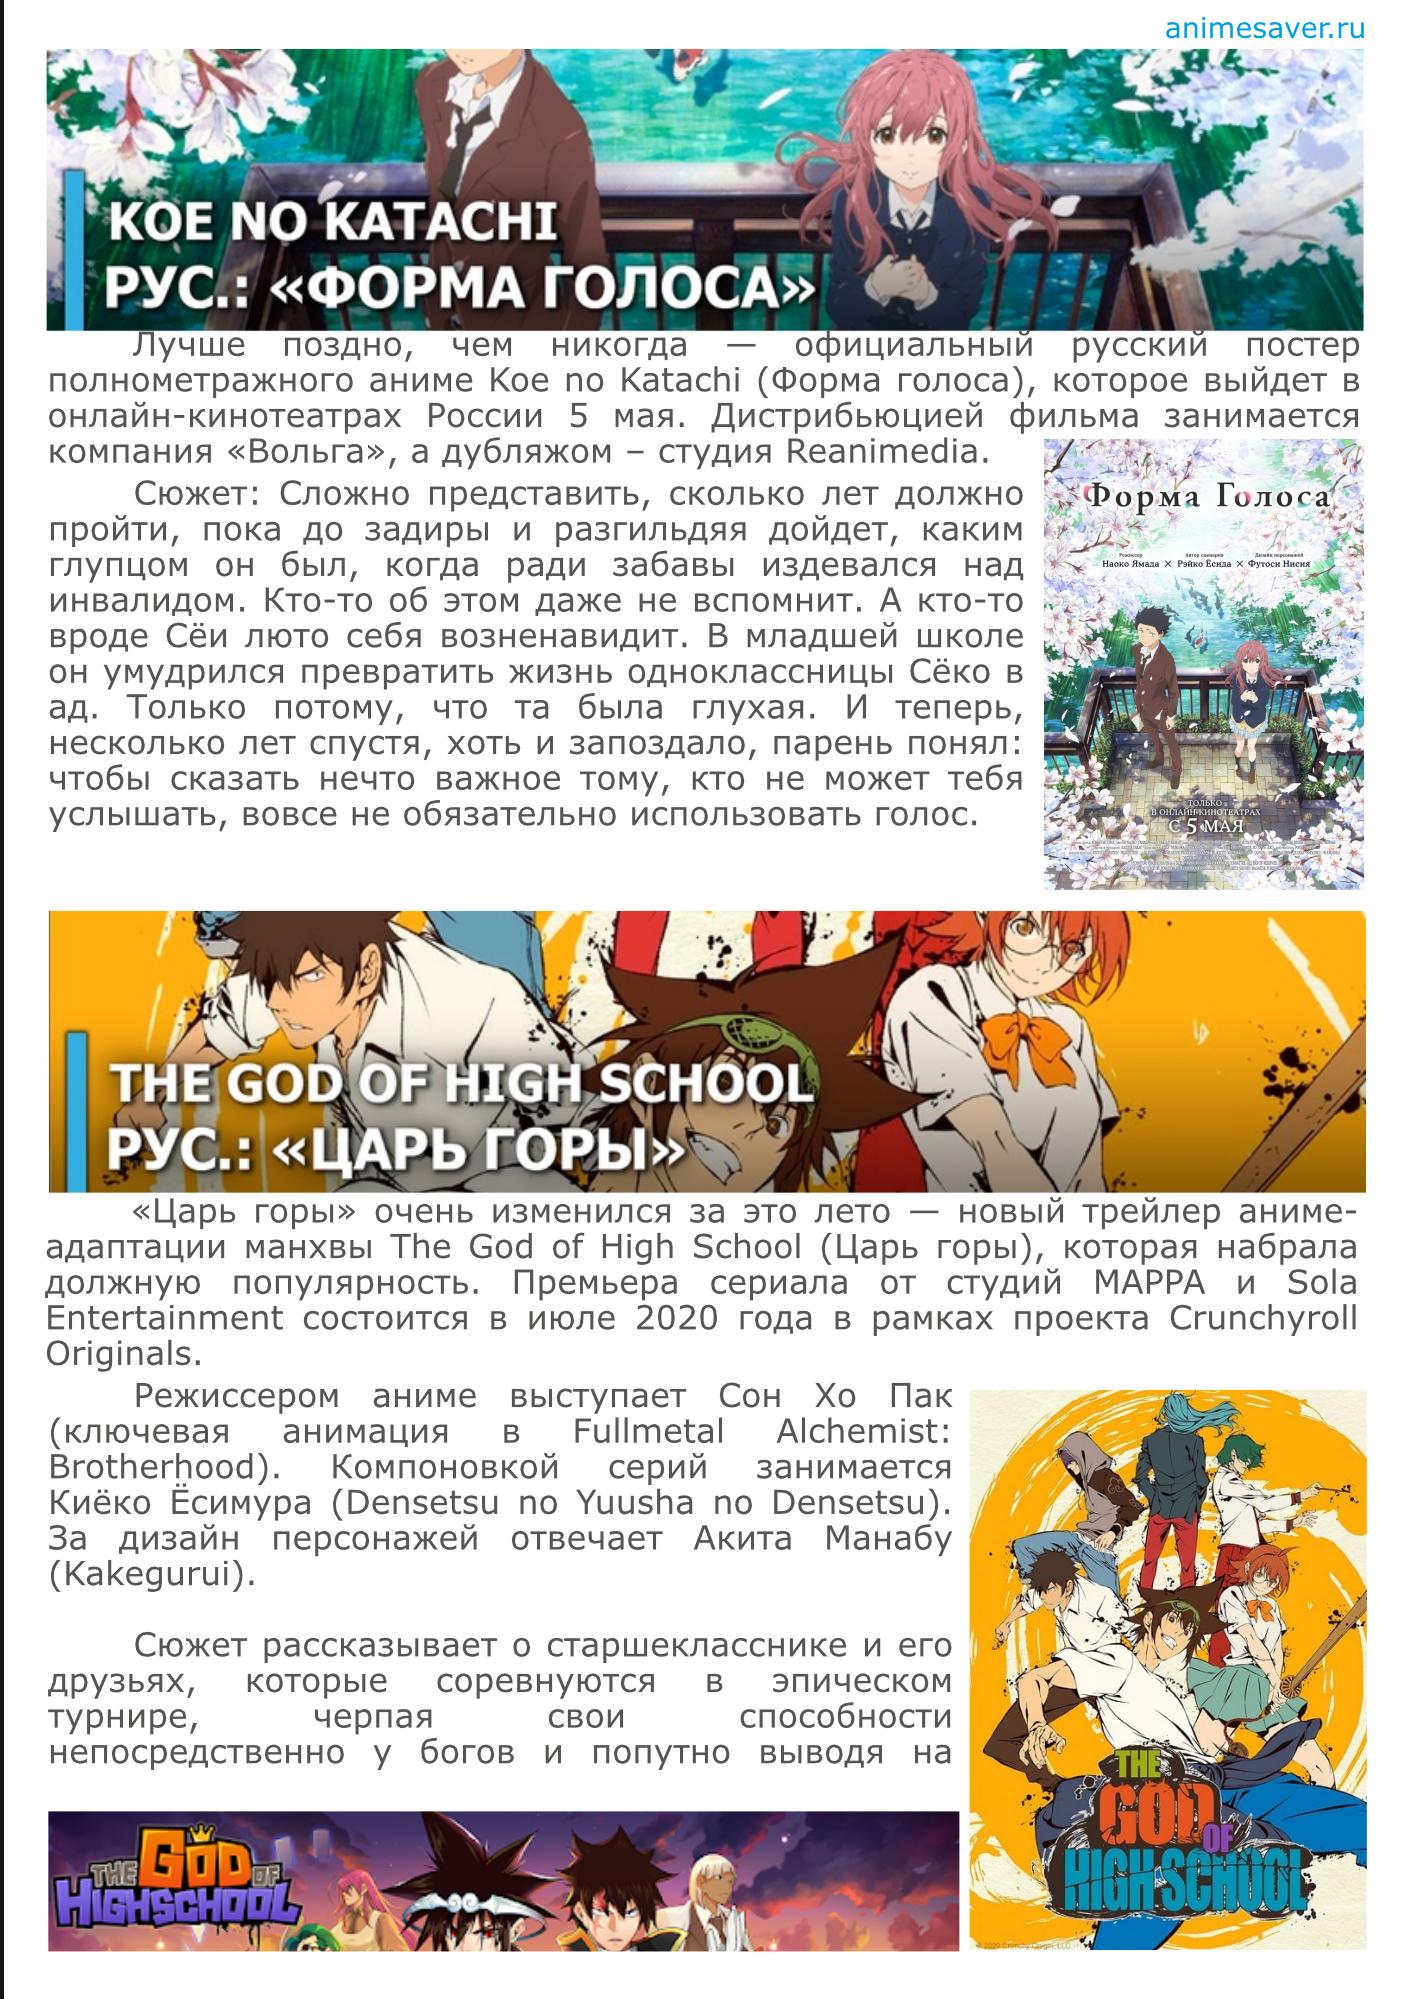 animesaver.ru
KOE NO KATACHI
РУС.: «ФОРМА ГОЛОСА»
Лучше поздно, чем никогда — официальный русский постер
полнометражного аниме Koe no Katachi (Форма голоса), которое выйдет в
онлайн-кинотеатрах России 5 мая. Дистрибьюцией фильма занимается
компания «Вольга», а дубляжом – студия Reanimedia.
Сюжет: Сложно представить, сколько лет должно
пройти, пока до задиры и разгильдяя дойдет, каким
глупцом он был, когда ради забавы издевался над
инвалидом. Кто-то об этом даже не вспомнит. А кто-то
вроде Сёи люто себя возненавидит. В младшей школе
он умудрился превратить жизнь одноклассницы Сёко в
ад. Только потому, что та была глухая. И теперь,
несколько лет спустя, хоть и запоздало, парень понял:
чтобы сказать нечто важное тому, кто не может тебя
услышать, вовсе не обязательно использовать голос.
Форма Голоса
Режиссер Автор сценария Дизайн персонажей
Наоко Ямада × Рэйко Ёсида × Футоси Нисия
ТОЛЬКО
В ОНЛАЙН-КИНОТЕАТРАХ
С 5 МАЯ
THE GOD OF HIGH SCHOOL
РУС.: «ЦАРЬ ГОРЫ»
«Царь горы» очень изменился за это лето — новый трейлер аниме-
адаптации манхвы The God of High School (Царь горы), которая набрала
должную популярность. Премьера сериала от студий MAPPA и Sola
Entertainment состоится в июле 2020 года в рамках проекта Crunchyroll
Originals.
Режиссером аниме выступает Сон Хо Пак
(ключевая анимация в Fullmetal Alchemist:
Brotherhood). Компоновкой серий занимается
Киёко Ёсимура (Densetsu no Yuusha no Densetsu).
За дизайн персонажей отвечает Акита Манабу
(Kakegurui).
Сюжет рассказывает о старшекласснике и его
друзьях, которые соревнуются в эпическом
турнире, черпая свои способности
непосредственно у богов и попутно выводя на
THE GOD OF
HIGHSCHOOL
THE
GOD
OF
HIGH SCHOOL